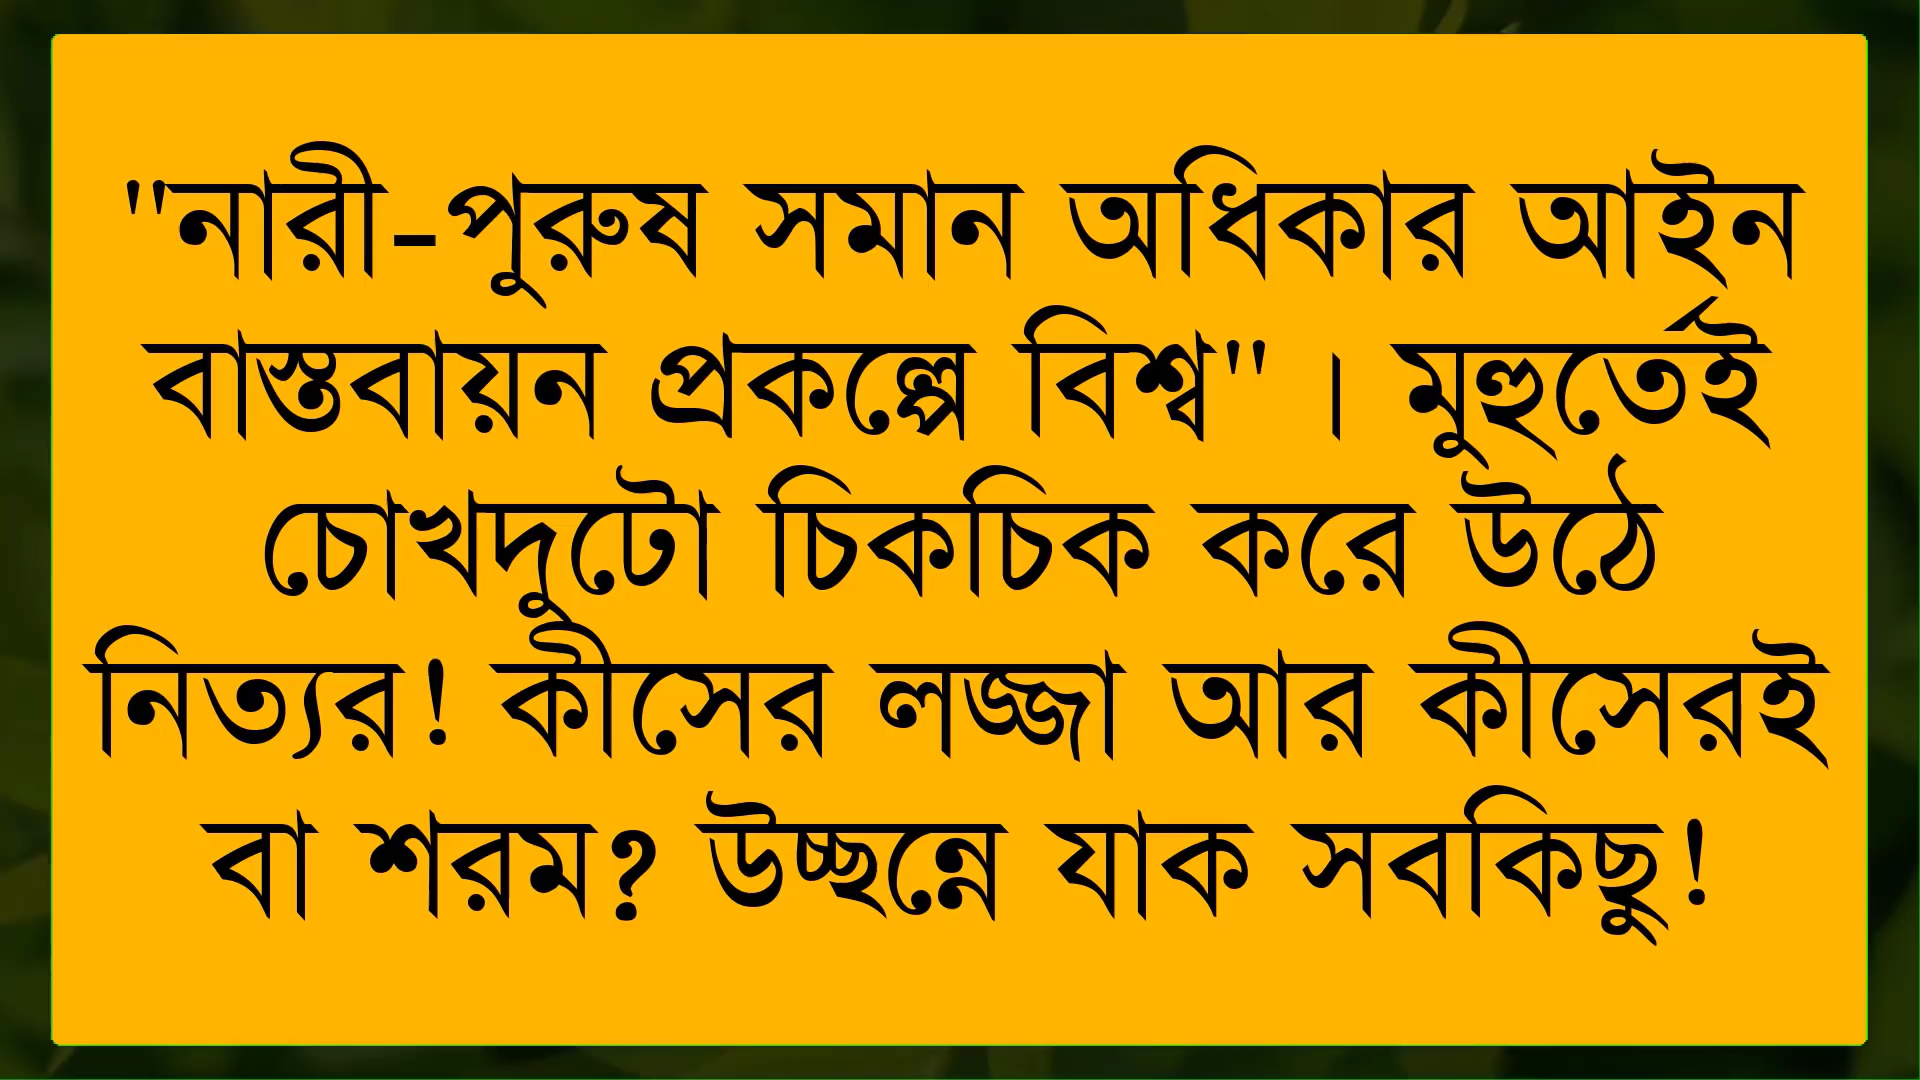 "নারী-পুরুষ সমান অধিকার আইন
বাস্তবায়ন প্রকল্পে বিশ্ব" । মুহুর্তেই
চোখদুটো চিকচিক করে উঠে
নিত্যর! কীসের লজ্জা আর কীসেরই
বা শরম? উচ্ছন্নে যাক সবকিছু!